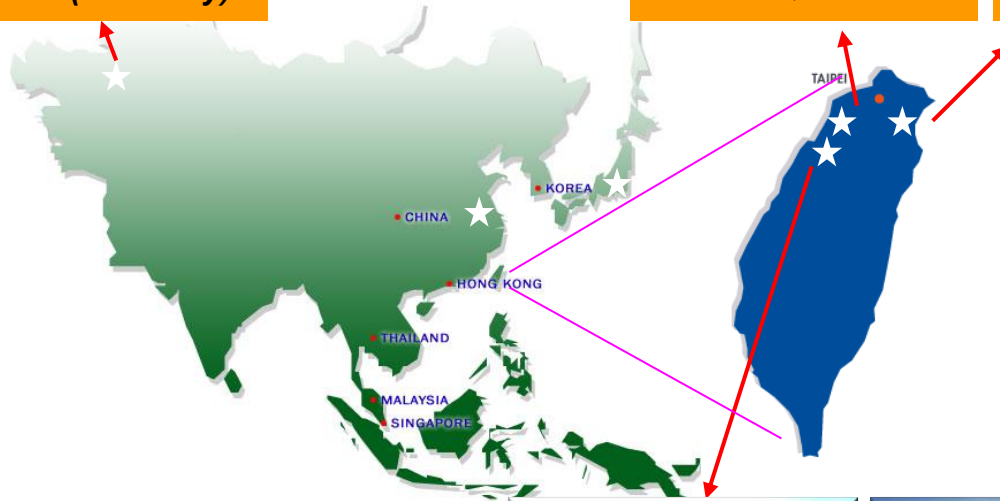 TAIPEI
KOREA
CHINA
HONG KONG
THAILAND
MALAYSIA
SINGAPORE